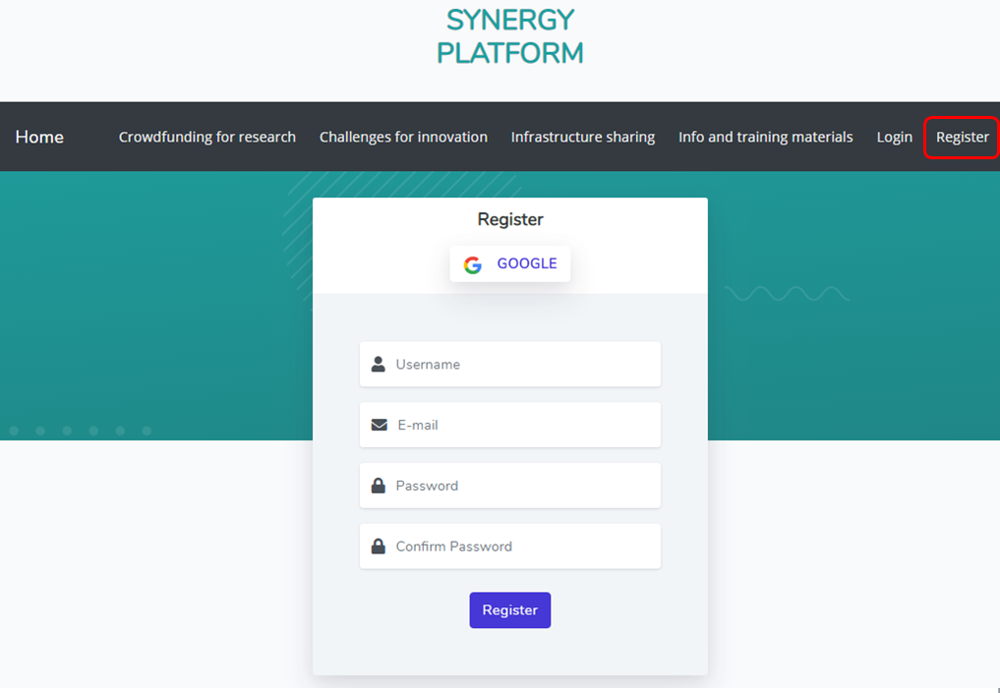 SYNERGY
PLATFORM
Home Crowdfunding for research Challenges for innovation Infrastructure sharing Info and training materials Login Register
Register
GOOGLE
Username
E-mail
Password
Confirm Password
Register